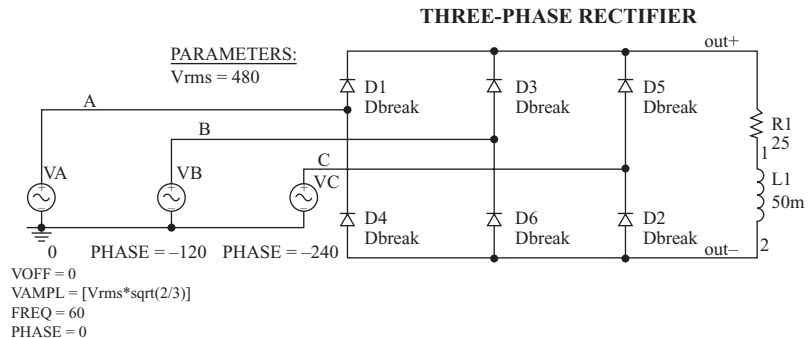 THREE-PHASE RECTIFIER
out+
PARAMETERS:
Vrms = 480
D1
Dbreak
D3
Dbreak
D5
Dbreak
A
B
C
R1
25
1
VA
VB
VC
L1
50m
D4
Dbreak
D6
Dbreak
D2
Dbreak
2
out–
0
PHASE = –120
PHASE = –240
VOFF = 0
VAMPL = [Vrms*sqrt(2/3)]
FREQ = 60
PHASE = 0